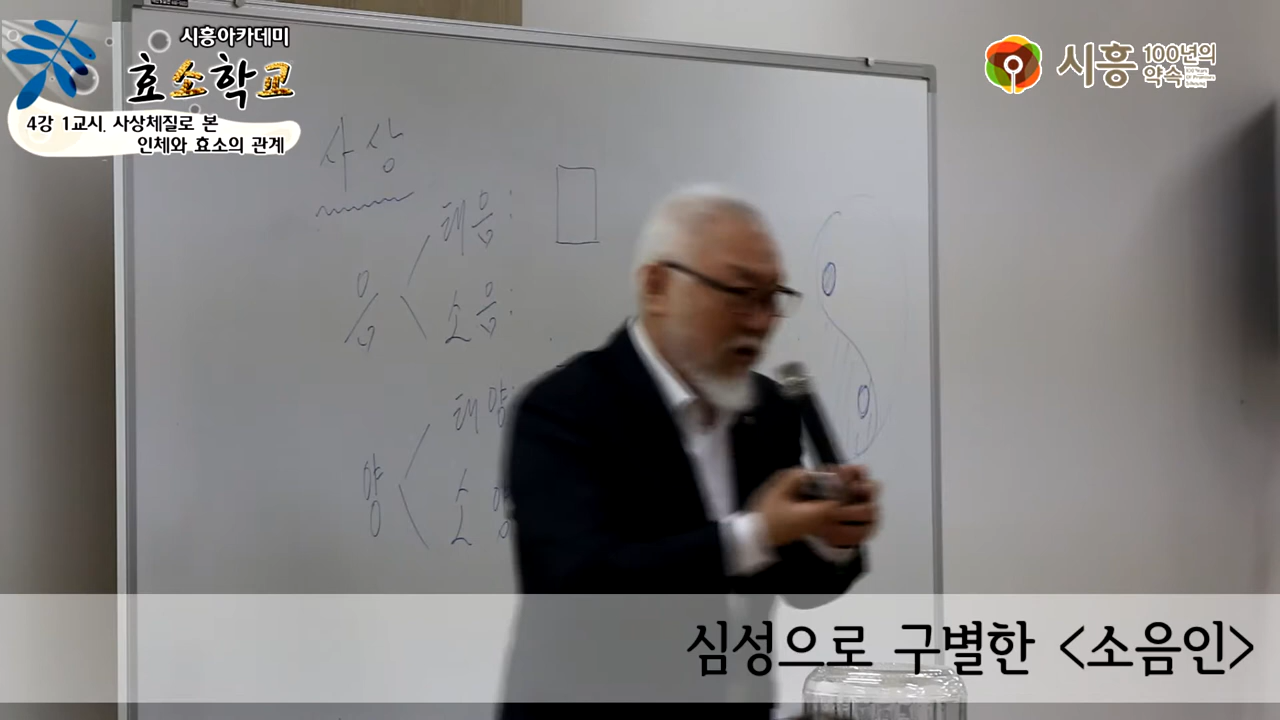 시흥아카데미
효소학교
4강 1교시. 사상체질로 본
인체와 효소의 관계
시흥 100년의
약속
사상
태음:
음
소음:
태양:
양
소양
심성으로 구별한 <소음인>